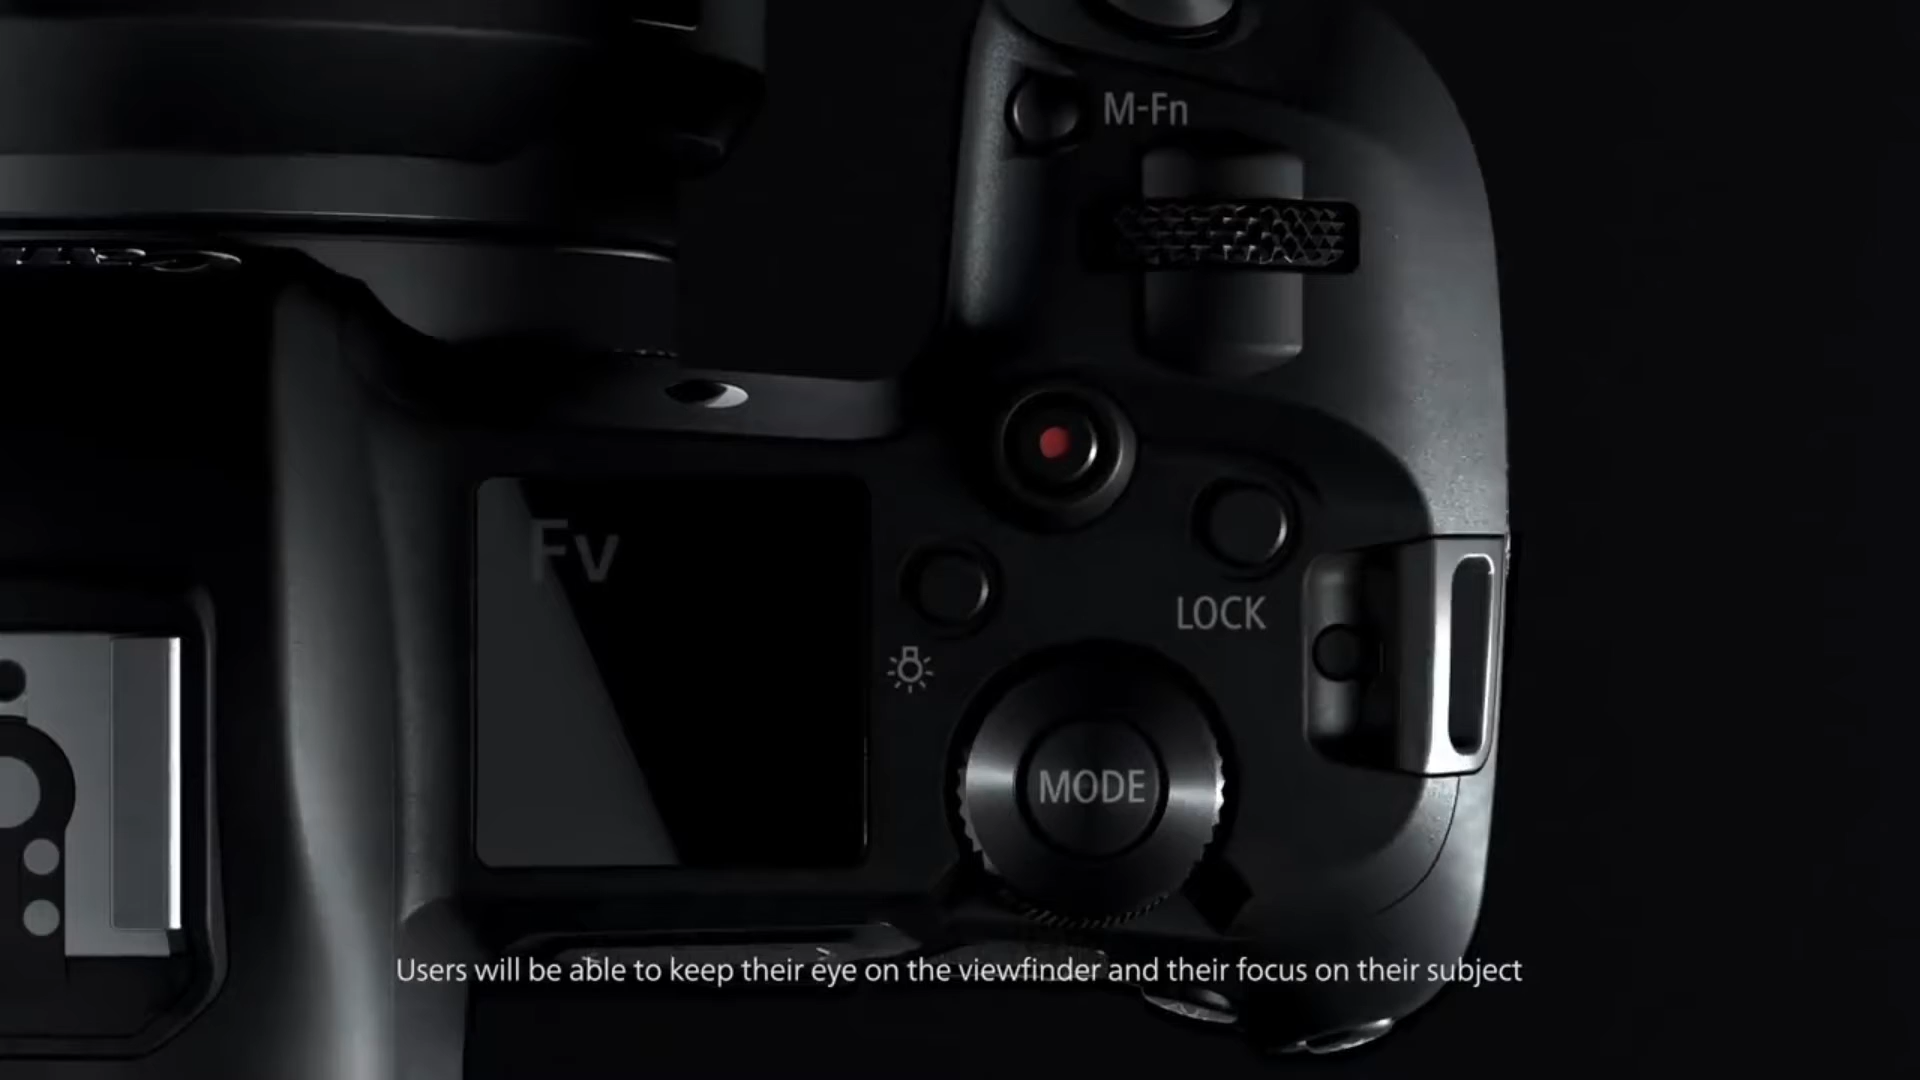 M-Fn
Fv
LOCK
MODE
Users will be able to keep their eye on the viewfinder and their focus on their subject